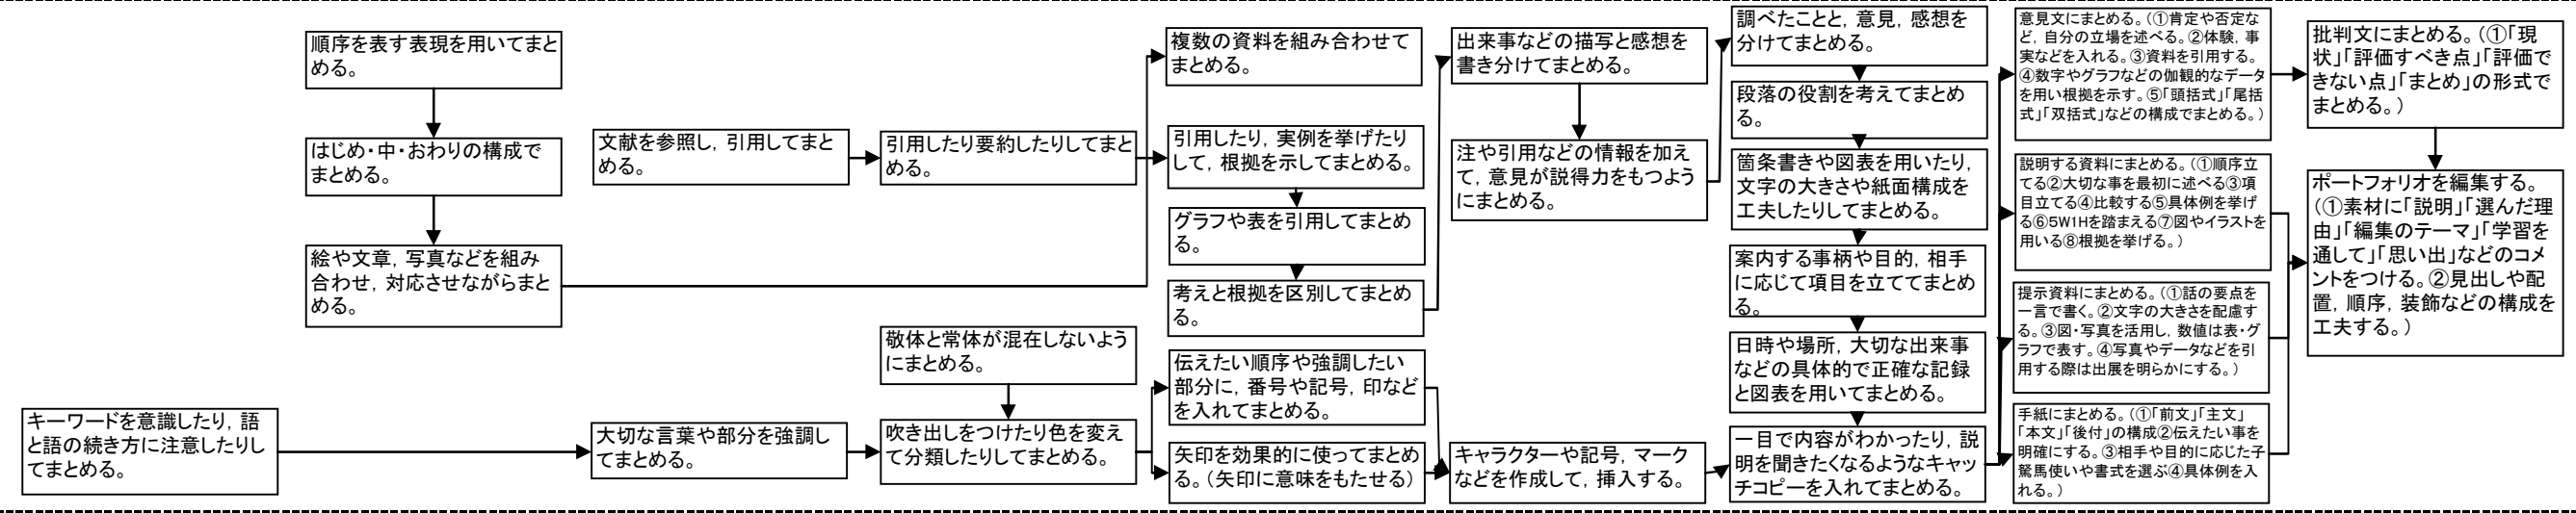 順序を表す表現を用いてまと
める。
はじめ・中・おわりの構成で
まとめる。
絵や文章，写真などを組み
合わせ，対応させながらまと
める。
キーワードを意識したり，語
と語の続き方に注意したりし
てまとめる。
文献を参照し，引用してまと
める。
大切な言葉や部分を強調し
てまとめる。
引用したり要約したりしてまと
める。
敬体と常体が混在しないよう
にまとめる。
吹き出しをつけたり色を変え
て分類したりしてまとめる。
複数の資料を組み合わせて
まとめる。
引用したり，実例を挙げたり
して，根拠を示してまとめる。
グラフや表を引用してまとめ
る。
考えと根拠を区別してまとめ
る。
伝えたい順序や強調したい
部分に，番号や記号，印など
を入れてまとめる。
矢印を効果的に使ってまとめ
る。（矢印に意味をもたせる）
出来事などの描写と感想を
書き分けてまとめる。
注や引用などの情報を加え
て，意見が説得力をもつよう
にまとめる。
キャラクターや記号，マーク
などを作成して，挿入する。
調べたことと，意見，感想を
分けてまとめる。
段落の役割を考えてまとめ
る。
箇条書きや図表を用いたり，
文字の大きさや紙面構成を
工夫したりしてまとめる。
案内する事柄や目的，相手
に応じて項目を立ててまとめ
る。
日時や場所，大切な出来事
などの具体的で正確な記録
と図表を用いてまとめる。
一目で内容がわかったり，説
明を聞きたくなるようなキャッ
チコピーを入れてまとめる。
意見文にまとめる。（①肯定や否定な
ど，自分の立場を述べる。②体験，事
実などを入れる。③資料を引用する。
④数字やグラフなどの伽観的なデータ
を用い根拠を示す。⑤「頭括式」「尾括
式」「双括式」などの構成でまとめる。）
説明する資料にまとめる。（①順序立
てる②大切な事を最初に述べる③項
目立てる④比較する⑤具体例を挙げ
る⑥5W1Hを踏まえる⑦図やイラストを
用いる⑧根拠を挙げる。）
提示資料にまとめる。（①話の要点を
一言で書く。②文字の大きさを配慮す
る。③図・写真を活用し，数値は表・グ
ラフで表す。④写真やデータなどを引
用する際は出展を明らかにする。）
手紙にまとめる。（①「前文」「主文」
「本文」「後付」の構成②伝えたい事を
明確にする。③相手や目的に応じた子
駑馬使いや書式を選ぶ④具体例を入
れる。）
批判文にまとめる。（①「現
状」「評価すべき点」「評価で
きない点」「まとめ」の形式で
まとめる。）
ポートフォリオを編集する。
（①素材に「説明」「選んだ理
由」「編集のテーマ」「学習を
通して」「思い出」などのコメ
ントをつける。②見出しや配
置，順序，装飾などの構成を
工夫する。）